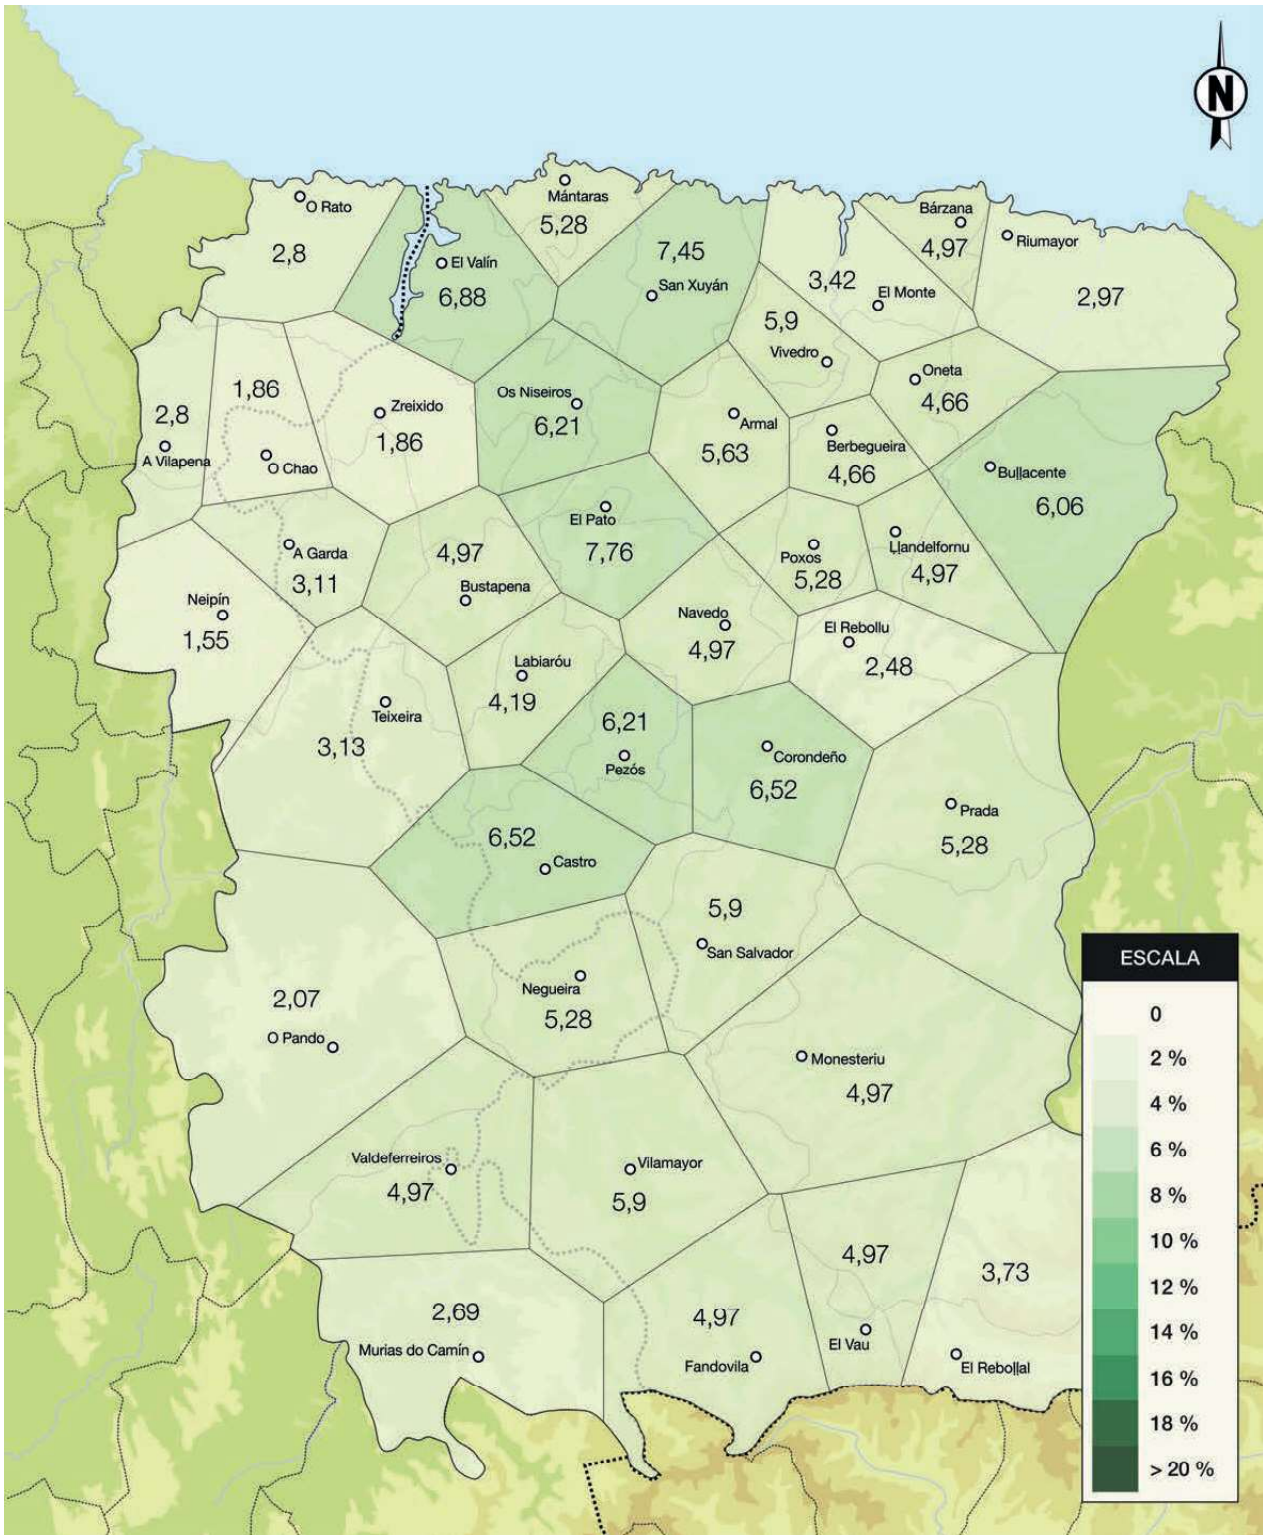 N
Mántaras
5,28
O Rato
2,8
Bárzana
4,97
Riumayor
2,97
El Valín
6,88
7,45
San Xuyán
3,42
El Monte
5,9
Vivedro
Oneta
4,66
1,86
O Chao
Zreixido
1,86
Os Niseiros
6,21
Armal
5,63
Berbegueira
4,66
2,8
A Vilapena
Buḷḷacente
6,06
El Pato
7,76
A Garda
3,11
4,97
Bustapena
Poxos
5,28
Ḷḷandelfornu
4,97
Neipín
1,55
Navedo
4,97
El Rebollu
2,48
Labiaróu
4,19
Teixeira
3,13
6,21
Pezós
Corondeño
6,52
Prada
5,28
6,52
Castro
5,9
San Salvador
Negueira
5,28
2,07
O Pando
Monesteriu
4,97
Valdeferreiros
4,97
Vilamayor
5,9
4,97
El Vau
3,73
El Reboḷḷal
2,69
Murias do Camín
4,97
Fandovila
ESCALA
0
2 %
4 %
6 %
8 %
10 %
12 %
14 %
16 %
18 %
> 20 %